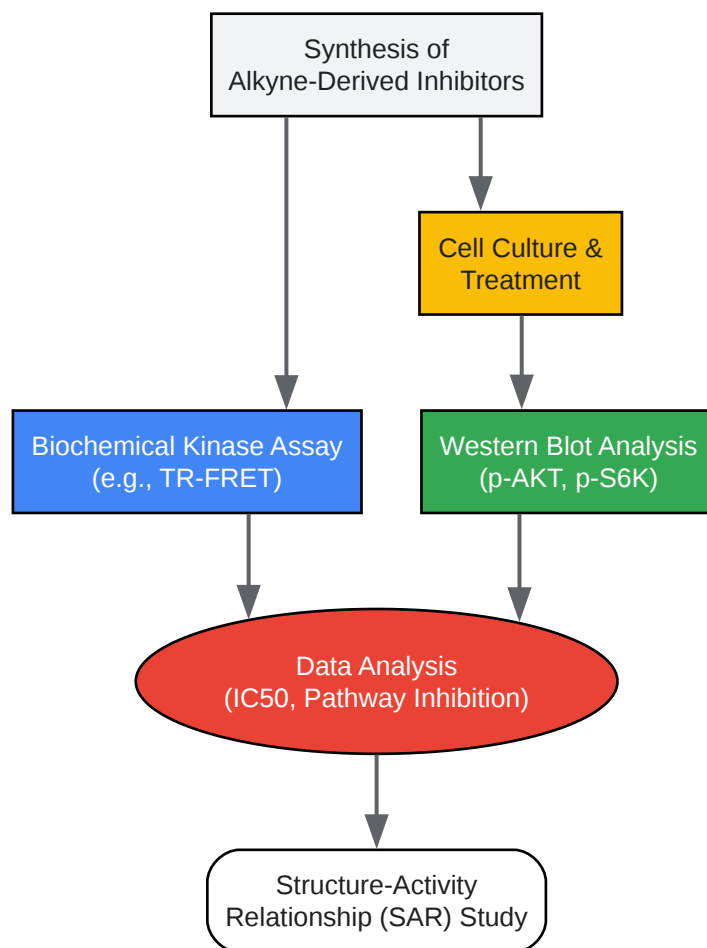 Synthesis of
Alkyne-Derived Inhibitors
Cell Culture &
Treatment
Biochemical Kinase Assay
(e.g., TR-FRET)
Western Blot Analysis
(p-AKT, p-S6K)
Data Analysis
(IC50, Pathway Inhibition)
Structure-Activity
Relationship (SAR) Study